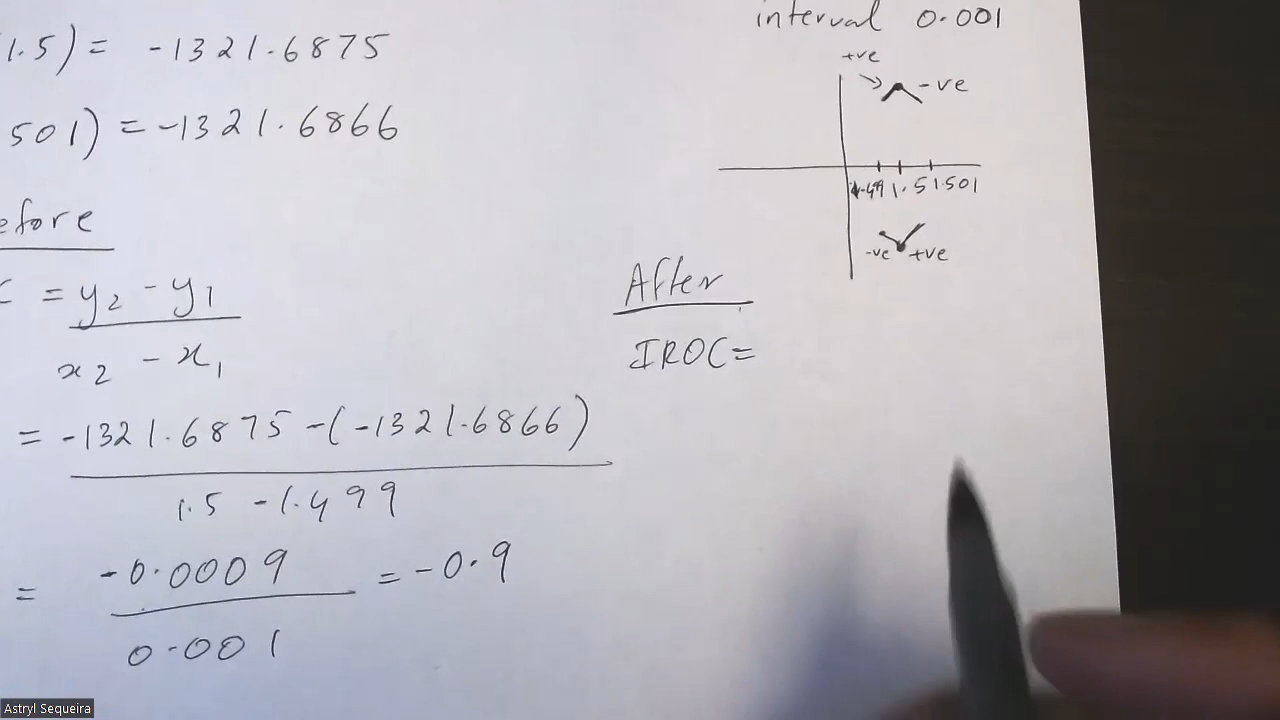 1.5) = -1321.6875
501) = -1321.6866
efore
= y2 - y1
x2 - x1
= -1321.6875 -(-1321.6866)
1.5 - 1.499
= -0.0009 = -0.9
0.001
interval 0.001
+ve
-ve
1.5 1.501
-ve +ve
After
IROC=
Astryl Sequeira